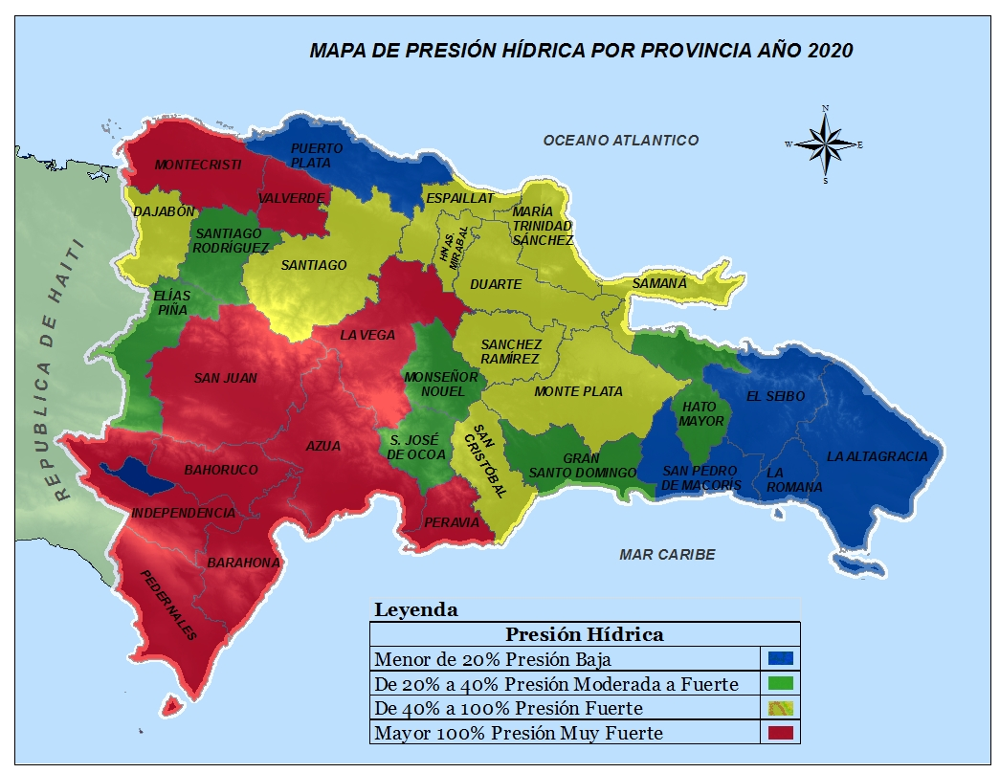 MAPA DE PRESIÓN HÍDRICA POR PROVINCIA AÑO 2020
N
W
E
S
OCEANO ATLANTICO
PUERTO
PLATA
MONTECRISTI
VALVERDE
ESPAILLAT
DAJABÓN
MARÍA
TRINIDAD
SÁNCHEZ
SANTIAGO
RODRÍGUEZ
HNAS.
MIRABAL
SANTIAGO
DUARTE
SAMANÁ
ELÍAS
PIÑA
REPUBLICA DE HAITI
LA VEGA
SANCHEZ
RAMÍREZ
SAN JUAN
MONSEÑOR
NOUEL
MONTE PLATA
EL SEIBO
HATO
MAYOR
AZUA
S. JOSÉ
DE OCOA
SAN
CRISTÓBAL
GRAN
SANTO DOMINGO
LA ALTAGRACIA
BAHORUCO
SAN PEDRO
DE MACORÍS
LA
ROMANA
INDEPENDENCIA
PERAVIA
BARAHONA
PEDERNALES
MAR CARIBE
Leyenda
Presión Hídrica
Menor de 20% Presión Baja
De 20% a 40% Presión Moderada a Fuerte
De 40% a 100% Presión Fuerte
Mayor 100% Presión Muy Fuerte